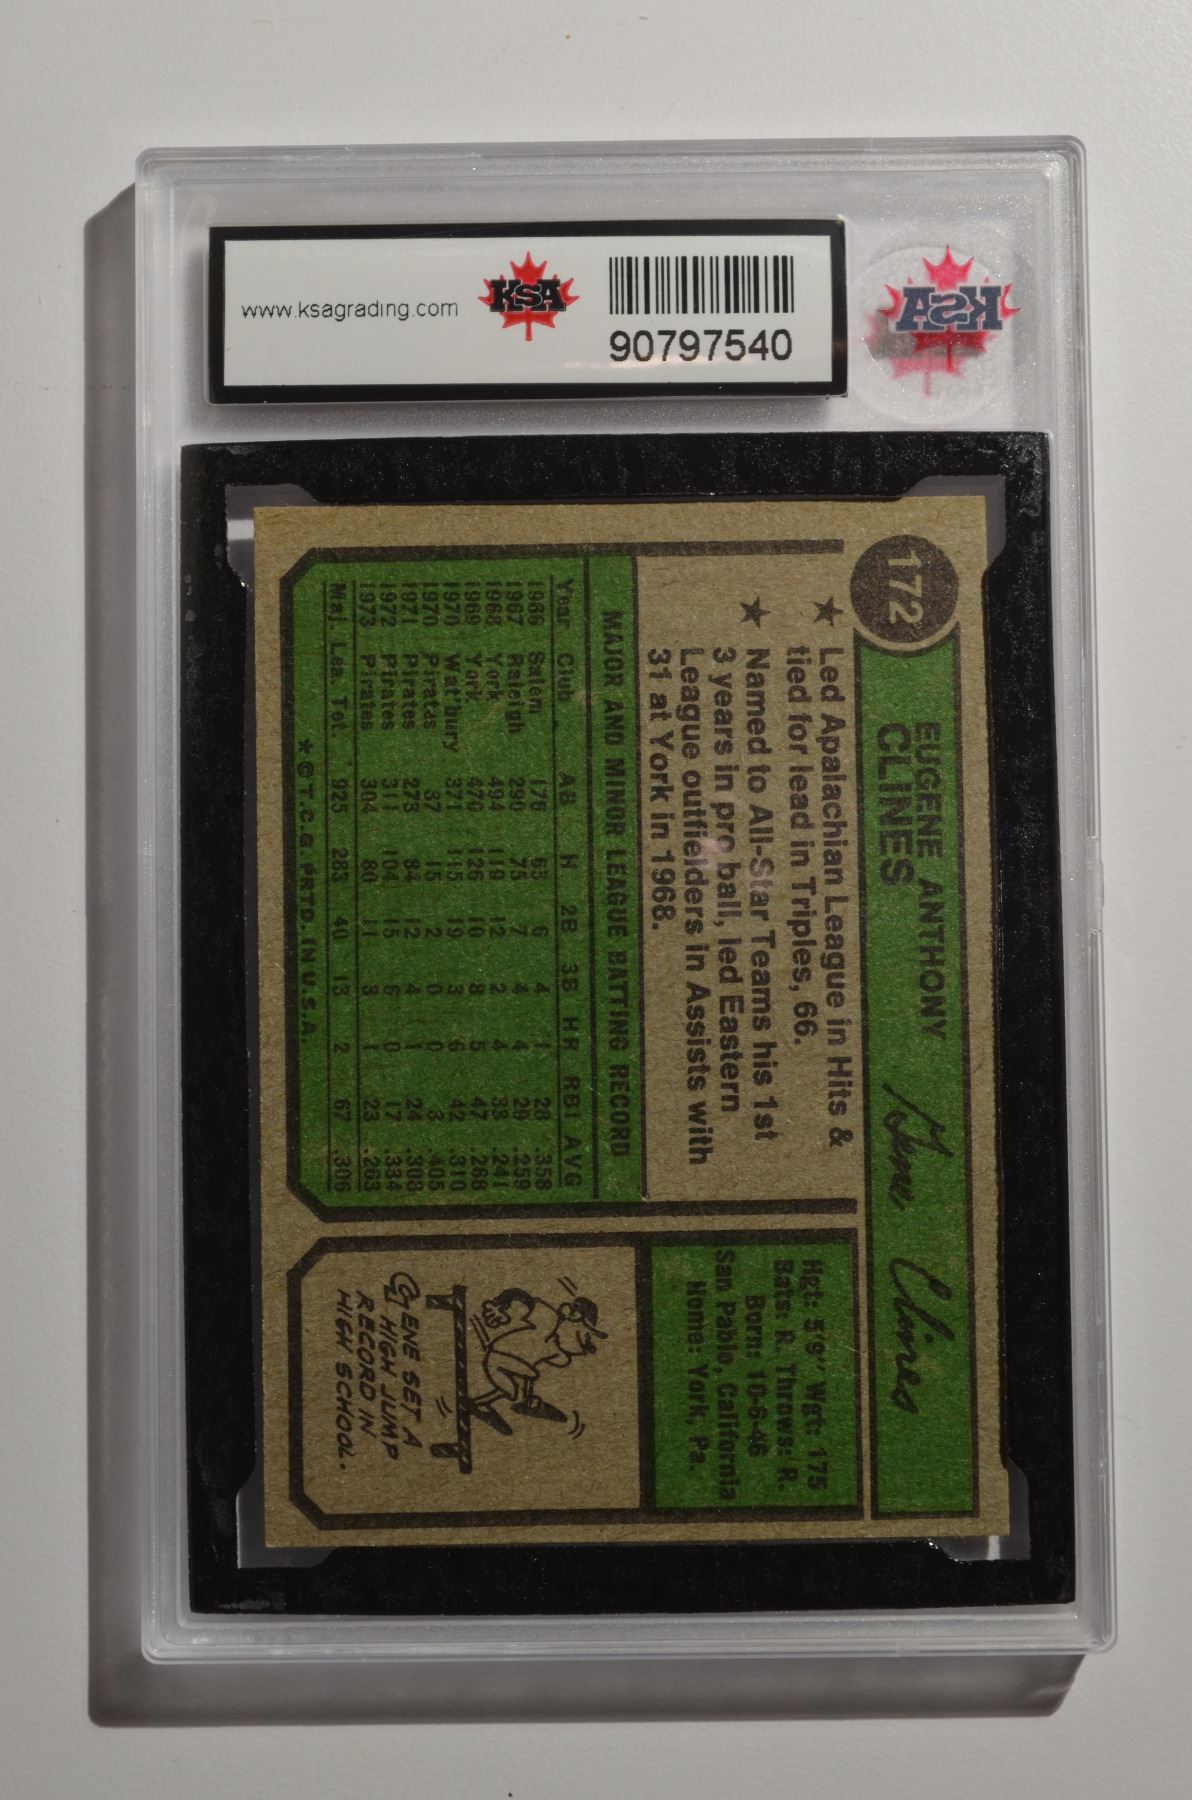 www.ksagrading.com
KSA
90797540
KSA
172
EUGENE ANTHONY
CLINES
Gene Clines
★ Led Apalachian League in Hits &
tied for lead in Triples, 66.
★ Named to All-Star Teams his 1st
3 years in pro ball, led Eastern
League outfielders in Assists with
31 at York in 1968.
MAJOR AND MINOR LEAGUE BATTING RECORD
Year Club AB H 2B 3B HR RBI AVG
1966 Salem 176 63 6 4 1 28 .358
1967 Raleigh 290 75 7 4 4 29 .259
1968 York 494 119 12 2 4 33 .241
1969 York 470 126 10 8 5 47 .268
1970 Wat'bury 371 115 19 3 6 42 .310
1970 Pirates 37 15 2 0 0 3 .405
1971 Pirates 273 84 12 4 1 24 .308
1972 Pirates 311 104 15 6 0 17 .334
1973 Pirates 304 80 11 3 1 23 .263
Maj. Lea. Tot. 925 283 40 13 2 67 .306
★ © T.C.G. PRTD. IN U.S.A.
Hgt: 5'9" Wgt: 175
Bats: R. Throws: R.
Born: 10-6-46
San Pablo, California
Home: York, Pa.
GENE SET A
HIGH JUMP
RECORD IN
HIGH SCHOOL.